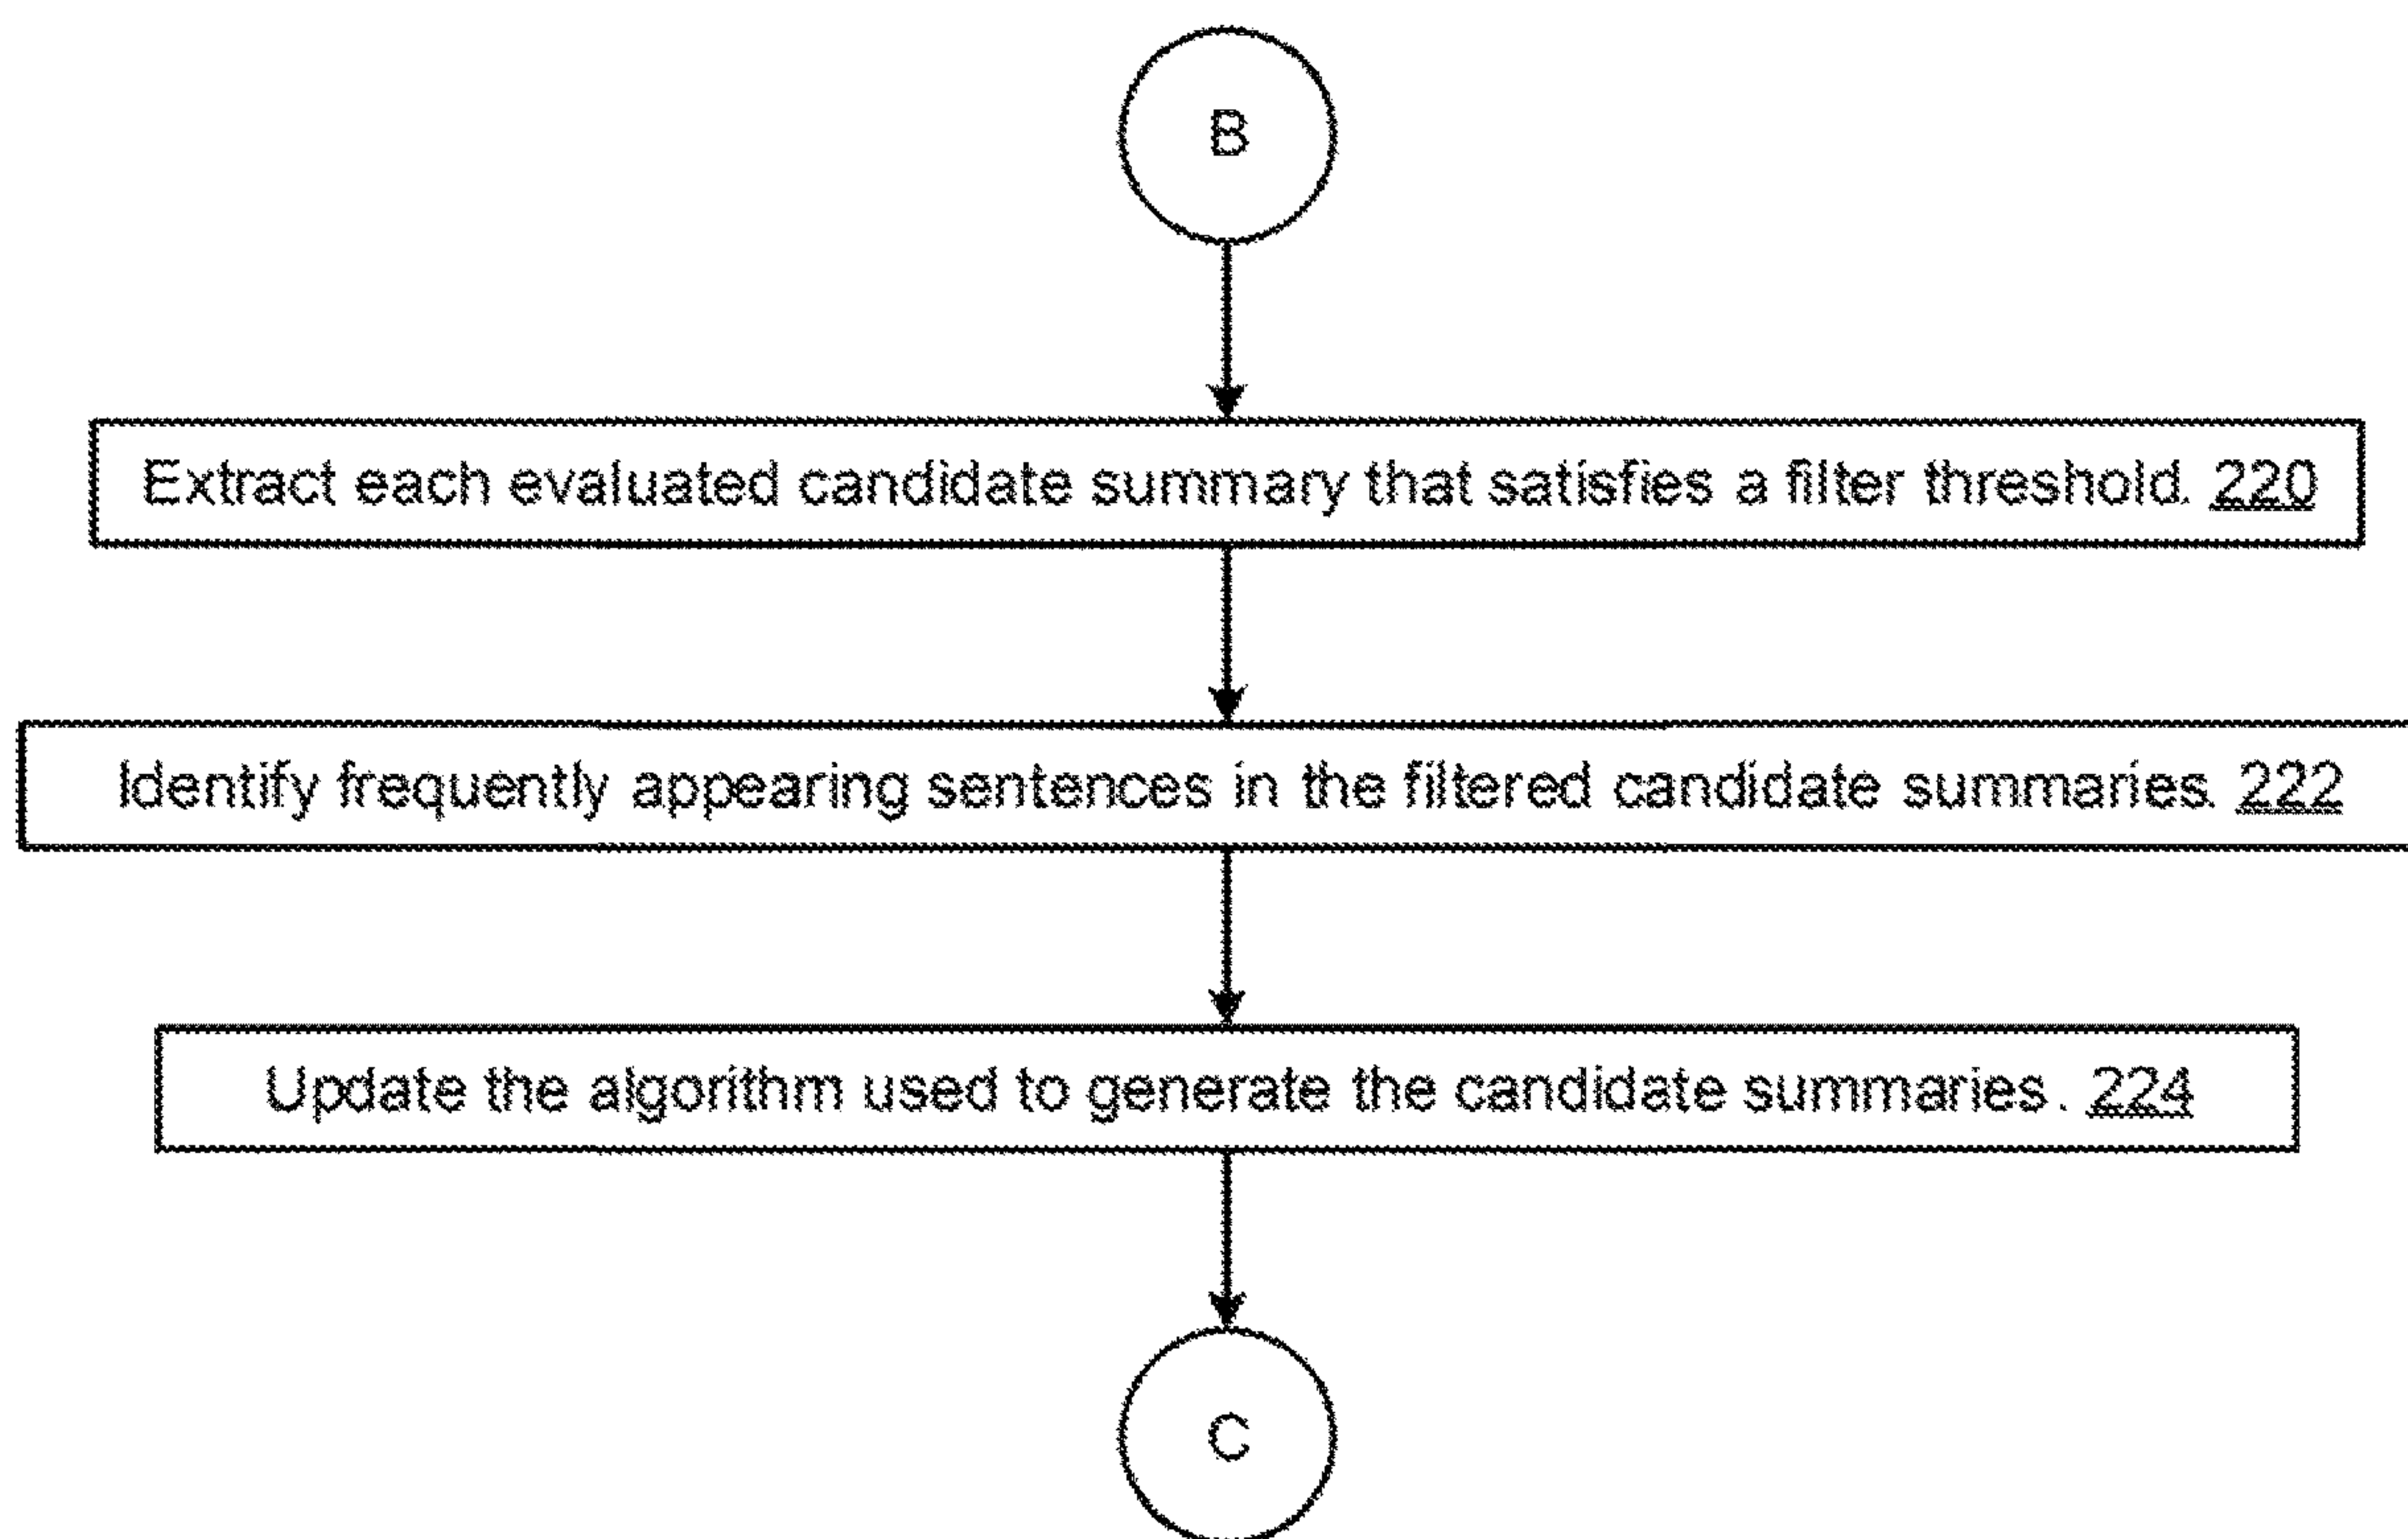 B
Extract each evaluated candidate summary that satisfies a filter threshold. 220
Identify frequently appearing sentences in the filtered candidate summaries. 222
Update the algorithm used to generate the candidate summaries. 224
C